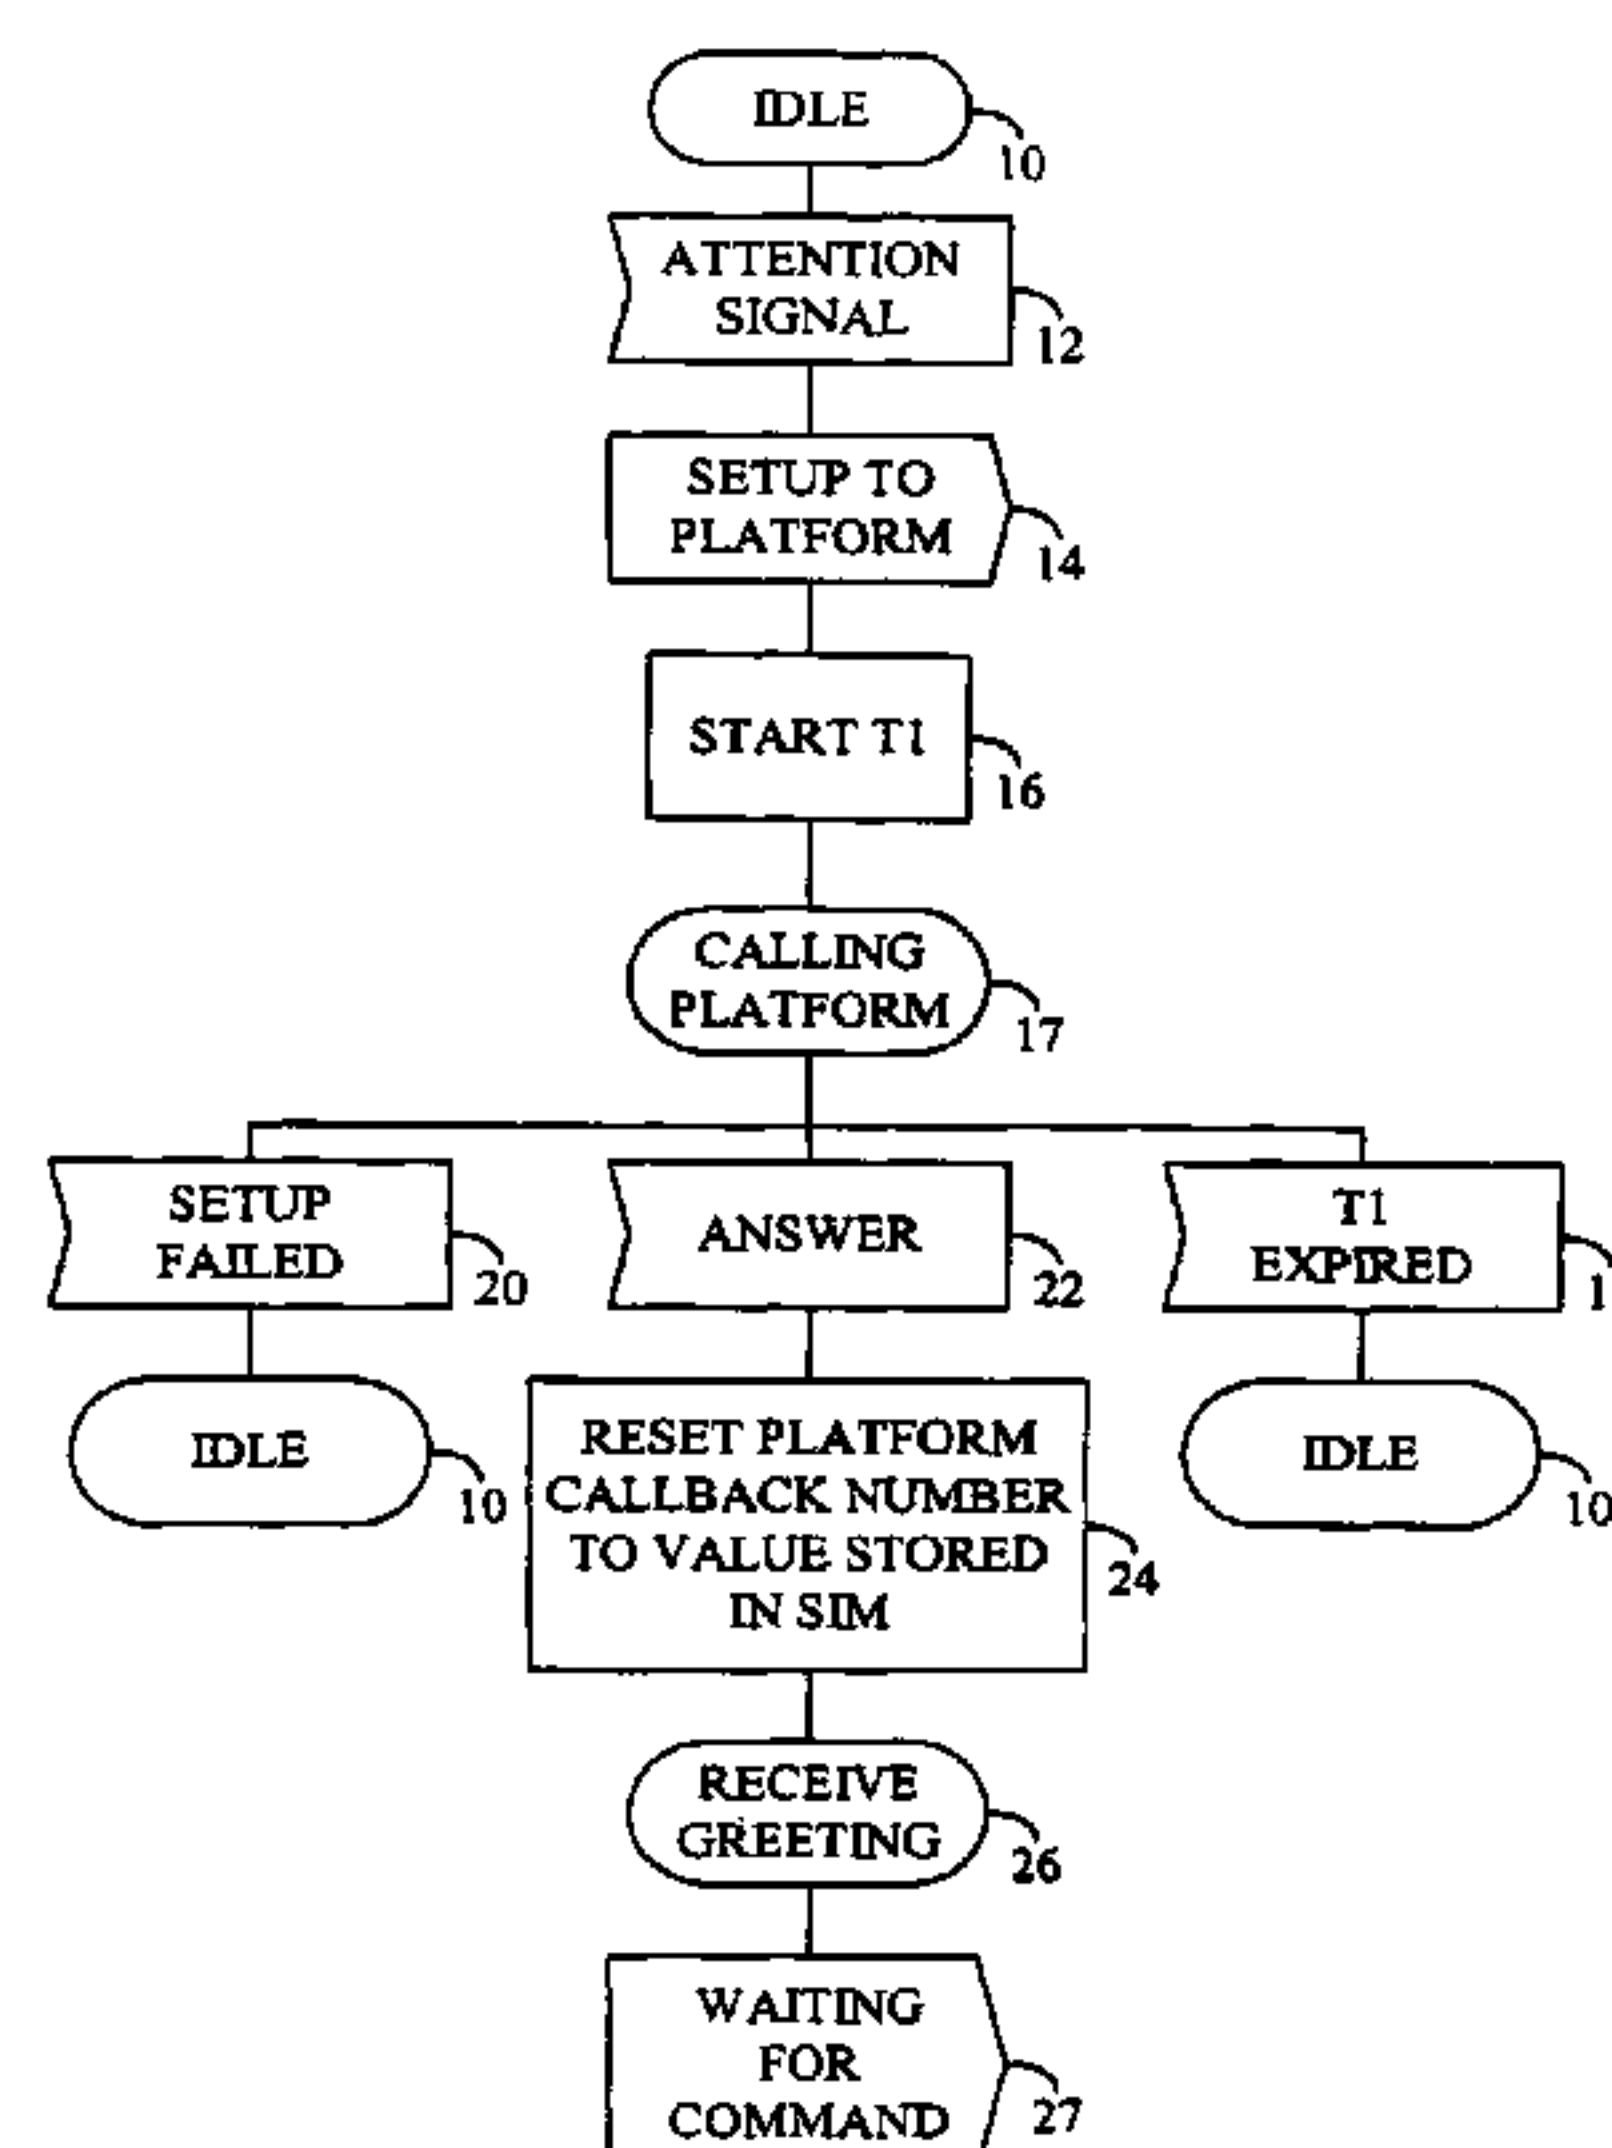 IDLE
10
ATTENTION
SIGNAL
12
SETUP TO
PLATFORM
14
START T1
16
CALLING
PLATFORM
17
SETUP
FAILED
20
ANSWER
22
T1
EXPIRED
1
IDLE
10
RESET PLATFORM
CALLBACK NUMBER
TO VALUE STORED
IN SIM
24
IDLE
10
RECEIVE
GREETING
26
WAITING
FOR
COMMAND
27